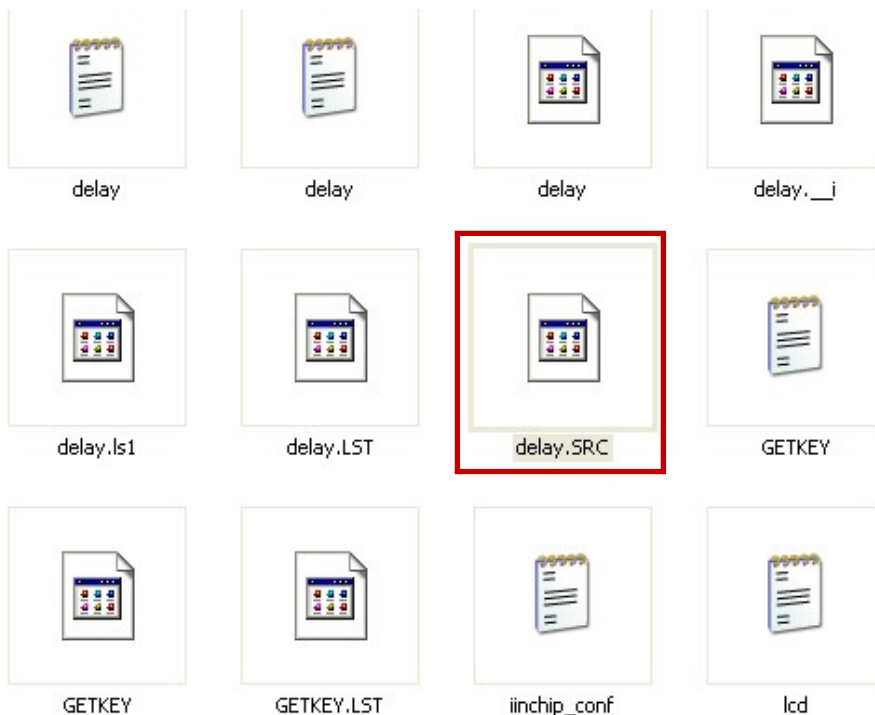 delay
delay
delay
delay.__i
delay.ls1
delay.LST
delay.SRC
GETKEY
GETKEY
GETKEY.LST
iinchip_conf
lcd